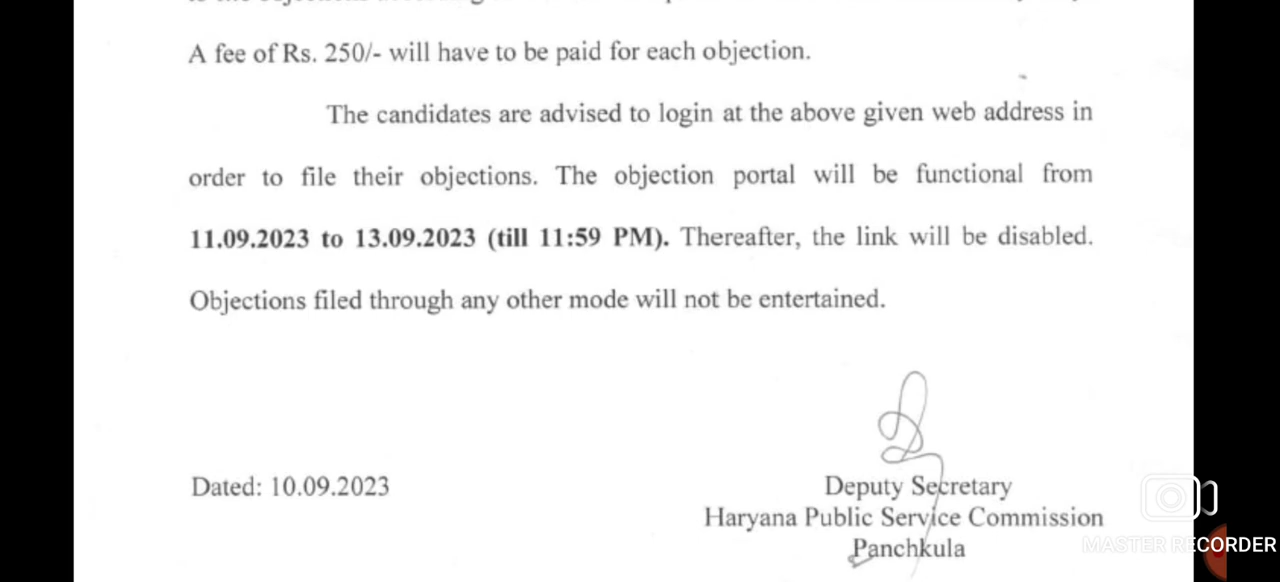 A fee of Rs. 250/- will have to be paid for each objection.
The candidates are advised to login at the above given web address in
order to file their objections. The objection portal will be functional from
11.09.2023 to 13.09.2023 (till 11:59 PM). Thereafter, the link will be disabled.
Objections filed through any other mode will not be entertained.
Dated: 10.09.2023
Deputy Secretary
Haryana Public Service Commission
Panchkula
MASTER RECORDER